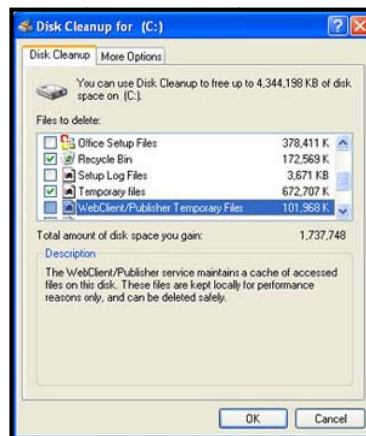 Disk Cleanup for (C:)
Disk Cleanup More Options
You can use Disk Cleanup to free up to 4,344,198 KB of disk
space on (C:).
Files to delete:
Office Setup Files 378,411 K
Recycle Bin 172,569 K
Setup Log Files 3,671 KB
Temporary files 672,707 K
WebClient/Publisher Temporary Files 101,968 K
Total amount of disk space you gain: 1,737,748
Description
The WebClient/Publisher service maintains a cache of accessed
files on this disk. These files are kept locally for performance
reasons only, and can be deleted safely.
OK Cancel